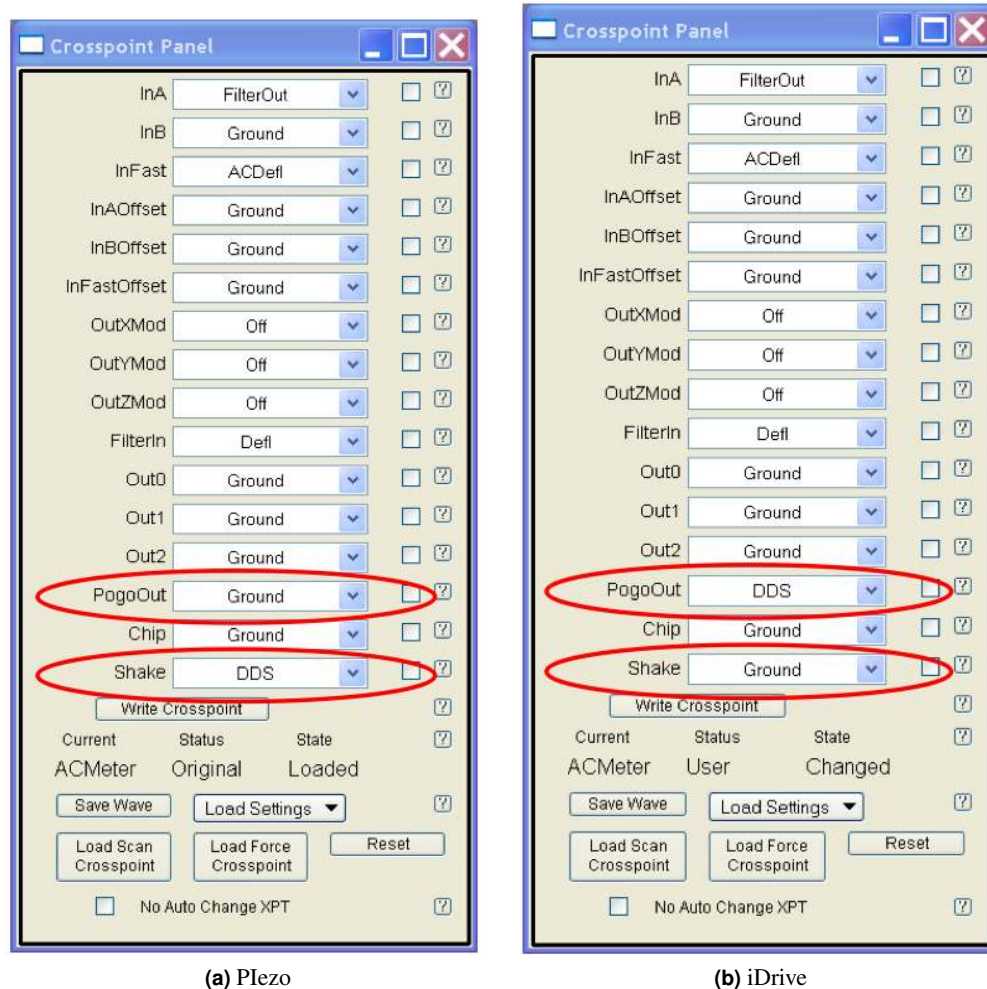 Crosspoint Panel
InA FilterOut ?
InB Ground ?
InFast ACDefl ?
InAOffset Ground ?
InBOffset Ground ?
InFastOffset Ground ?
OutXMod Off ?
OutYMod Off ?
OutZMod Off ?
FilterIn Defl ?
Out0 Ground ?
Out1 Ground ?
Out2 Ground ?
PogoOut Ground ?
Chip Ground ?
Shake DDS ?
Write Crosspoint ?
Current Status State ?
ACMeter Original Loaded
Save Wave Load Settings ?
Load Scan Crosspoint Load Force Crosspoint Reset
No Auto Change XPT ?
(a) PIezo
Crosspoint Panel
InA FilterOut ?
InB Ground ?
InFast ACDefl ?
InAOffset Ground ?
InBOffset Ground ?
InFastOffset Ground ?
OutXMod Off ?
OutYMod Off ?
OutZMod Off ?
FilterIn Defl ?
Out0 Ground ?
Out1 Ground ?
Out2 Ground ?
PogoOut DDS ?
Chip Ground ?
Shake Ground ?
Write Crosspoint ?
Current Status State ?
ACMeter User Changed
Save Wave Load Settings ?
Load Scan Crosspoint Load Force Crosspoint Reset
No Auto Change XPT ?
(b) iDrive